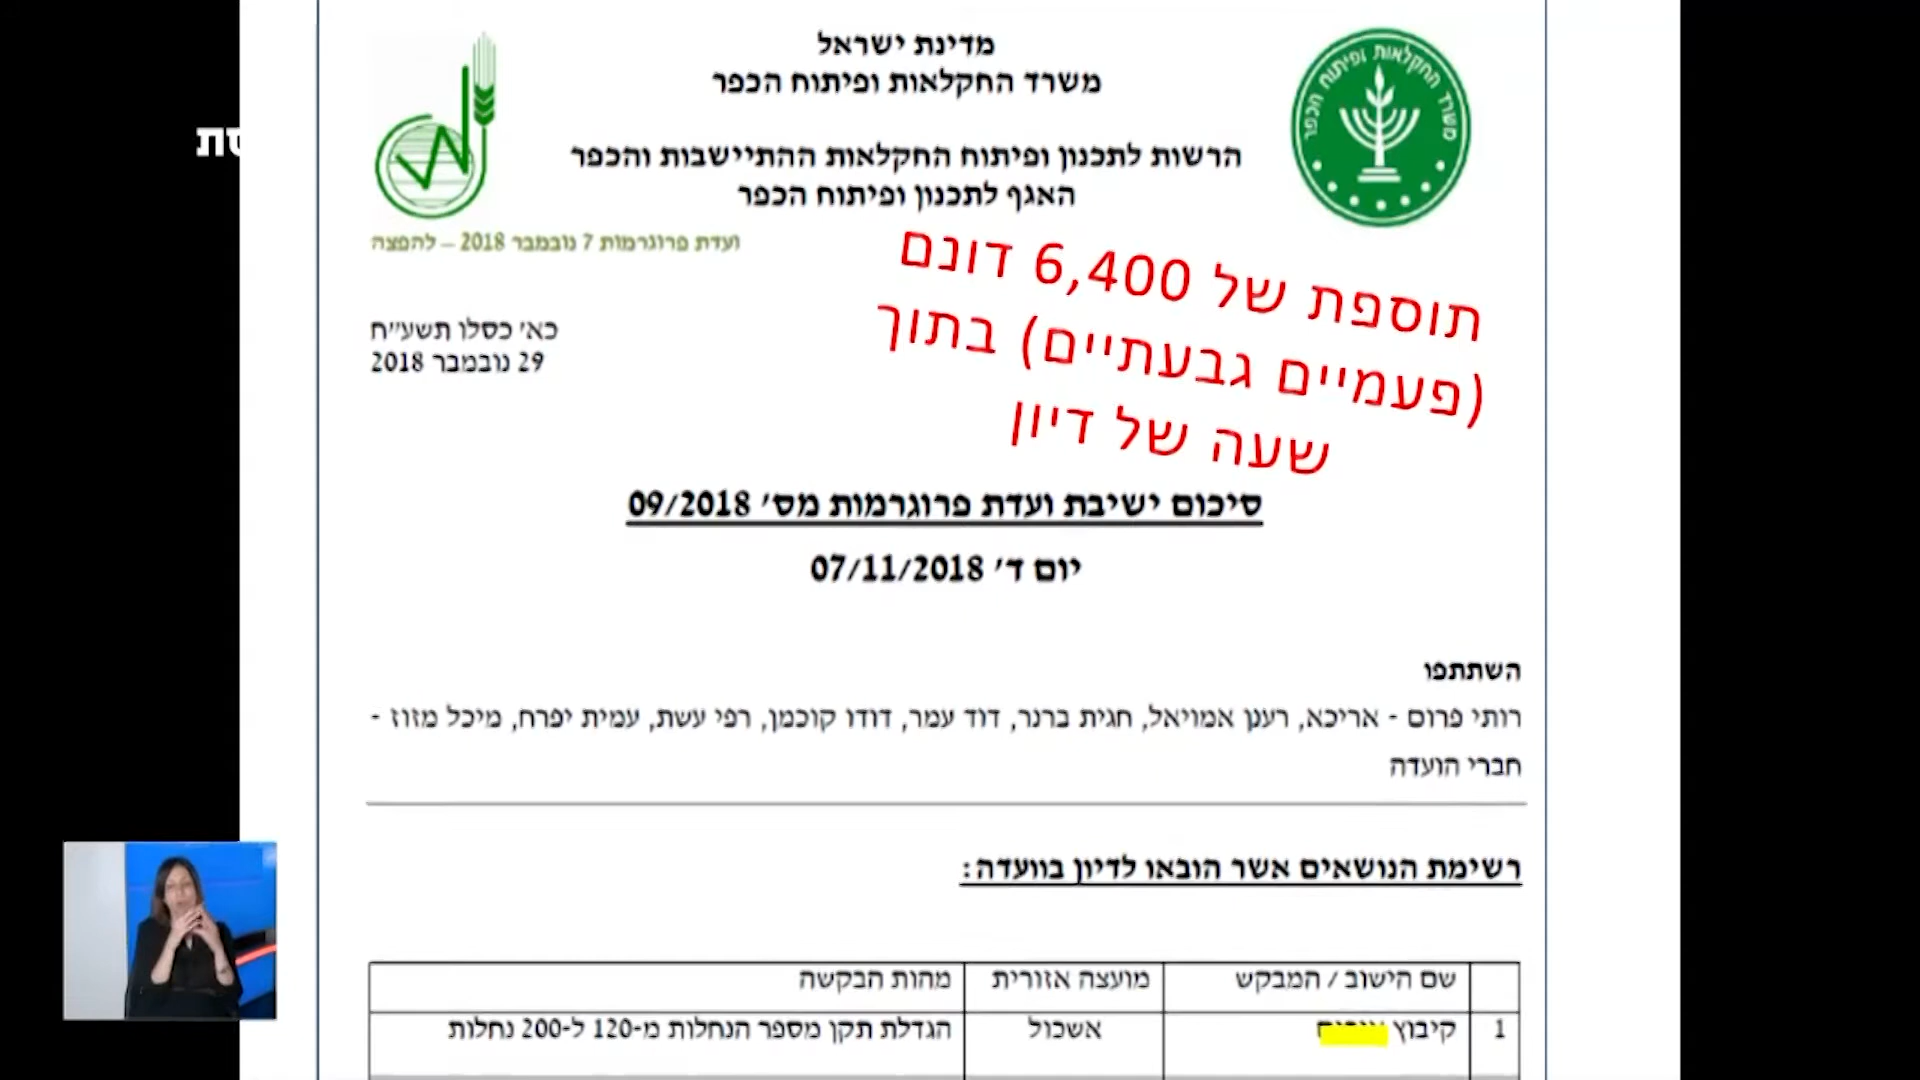 מדינת ישראל
משרד החקלאות ופיתוח הכפר
משרד החקלאות ופיתוח הכפר
הרשות לתכנון ופיתוח החקלאות ההתיישבות והכפר
האגף לתכנון ופיתוח הכפר
ועדת פרוגרמות 7 נובמבר 2018 – להפצה
תוספת של 6,400 דונם
(פעמיים גבעתיים) בתוך
שעה של דיון
כא' כסלו תשע"ח
29 נובמבר 2018
סיכום ישיבת ועדת פרוגרמות מס' 09/2018
יום ד' 07/11/2018
השתתפו
רותי פרום - אריכא, רענן אמויאל, חגית ברנר, דוד עמר, דודו קוכמן, רפי עשת, עמית יפרח, מיכל מזוז -
חברי הועדה
רשימת הנושאים אשר הובאו לדיון בוועדה:
שם הישוב / המבקש מועצה אזורית מהות הבקשה
1 קיבוץ אשכול הגדלת תקן מספר הנחלות מ-120 ל-200 נחלות